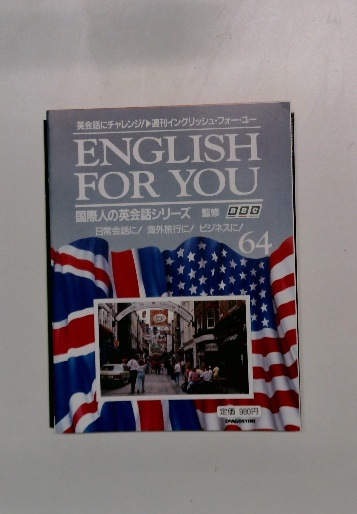 英会話にチャレンジ!▶週刊イングリッシュ・フォー・ユー
ENGLISH
FOR YOU
国際人の英会話シリーズ 監修 BBC
日常会話に! 海外旅行に! ビジネスに!
64
定価 980円
DeAGOSTINI